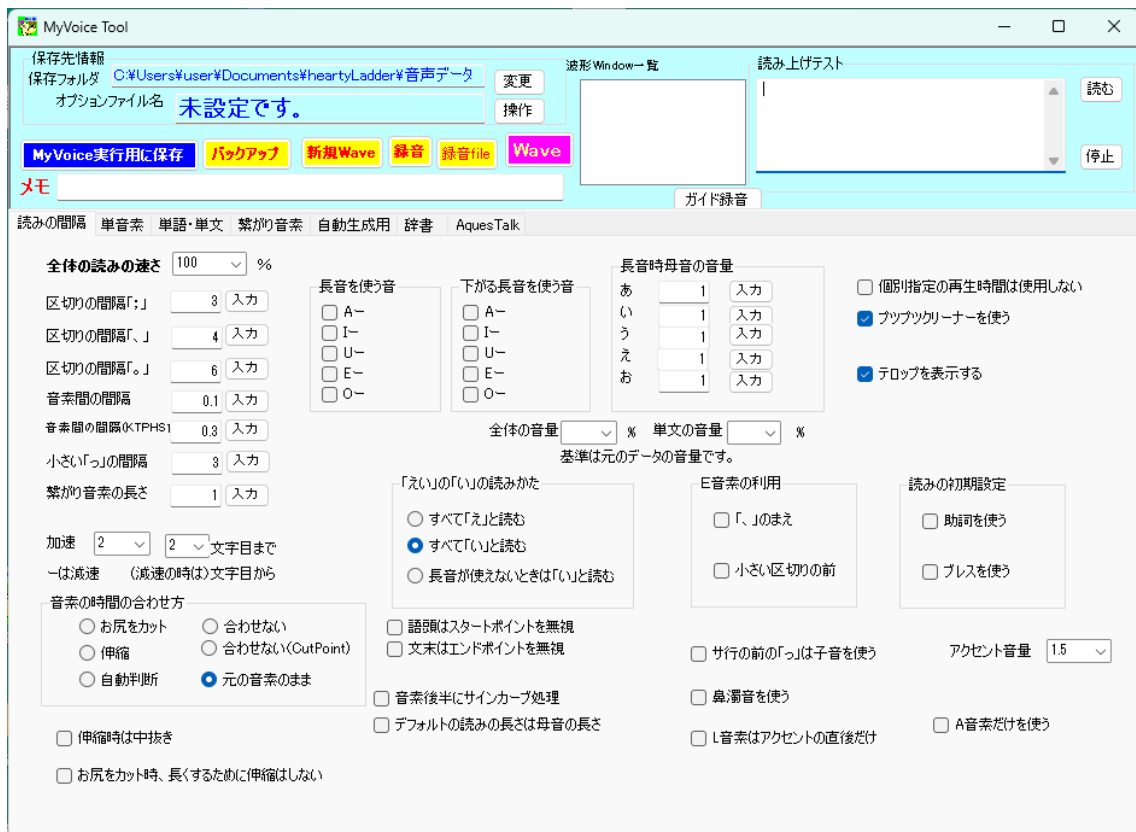 MyVoice Tool
保存先情報
保存フォルダ C:¥Users¥user¥Documents¥heartyLadder¥音声データ 変更
オプションファイル名 未設定です。 操作
MyVoice実行用に保存 バックアップ 新規Wave 録音 録音file Wave
メモ
波形Window一覧
読み上げテスト
読む
停止
ガイド録音
読みの間隔 単音素 単語・単文 繋がり音素 自動生成用 辞書 AquesTalk
全体の読みの速さ 100 %
区切りの間隔「;」 3 入力
区切りの間隔「、」 4 入力
区切りの間隔「。」 6 入力
音素間の間隔 0.1 入力
音素間の間隔(KTPHS) 0.3 入力
小さい「っ」の間隔 3 入力
繋がり音素の長さ 1 入力
加速 2 2 文字目まで
ーは減速 (減速の時は)文字目から
音素の時間の合わせ方
お尻をカット 合わせない
伸縮 合わせない(CutPoint)
自動判断 元の音素のまま
伸縮時は中抜き
お尻をカット時、長くするために伸縮はしない
長音を使う音
Aー
Iー
Uー
Eー
Oー
下がる長音を使う音
Aー
Iー
Uー
Eー
Oー
長音時母音の音量
あ 1 入力
い 1 入力
う 1 入力
え 1 入力
お 1 入力
個別指定の再生時間は使用しない
プツプツクリーナーを使う
テロップを表示する
全体の音量 % 単文の音量 %
基準は元のデータの音量です。
「えい」の「い」の読みかた
すべて「え」と読む
すべて「い」と読む
長音が使えないときは「い」と読む
E音素の利用
「、」のまえ
小さい区切りの前
読みの初期設定
助詞を使う
ブレスを使う
語頭はスタートポイントを無視
文末はエンドポイントを無視
音素後半にサインカーブ処理
デフォルトの読みの長さは母音の長さ
サ行の前の「っ」は子音を使う
鼻濁音を使う
L音素はアクセントの直後だけ
アクセント音量 1.5
A音素だけを使う